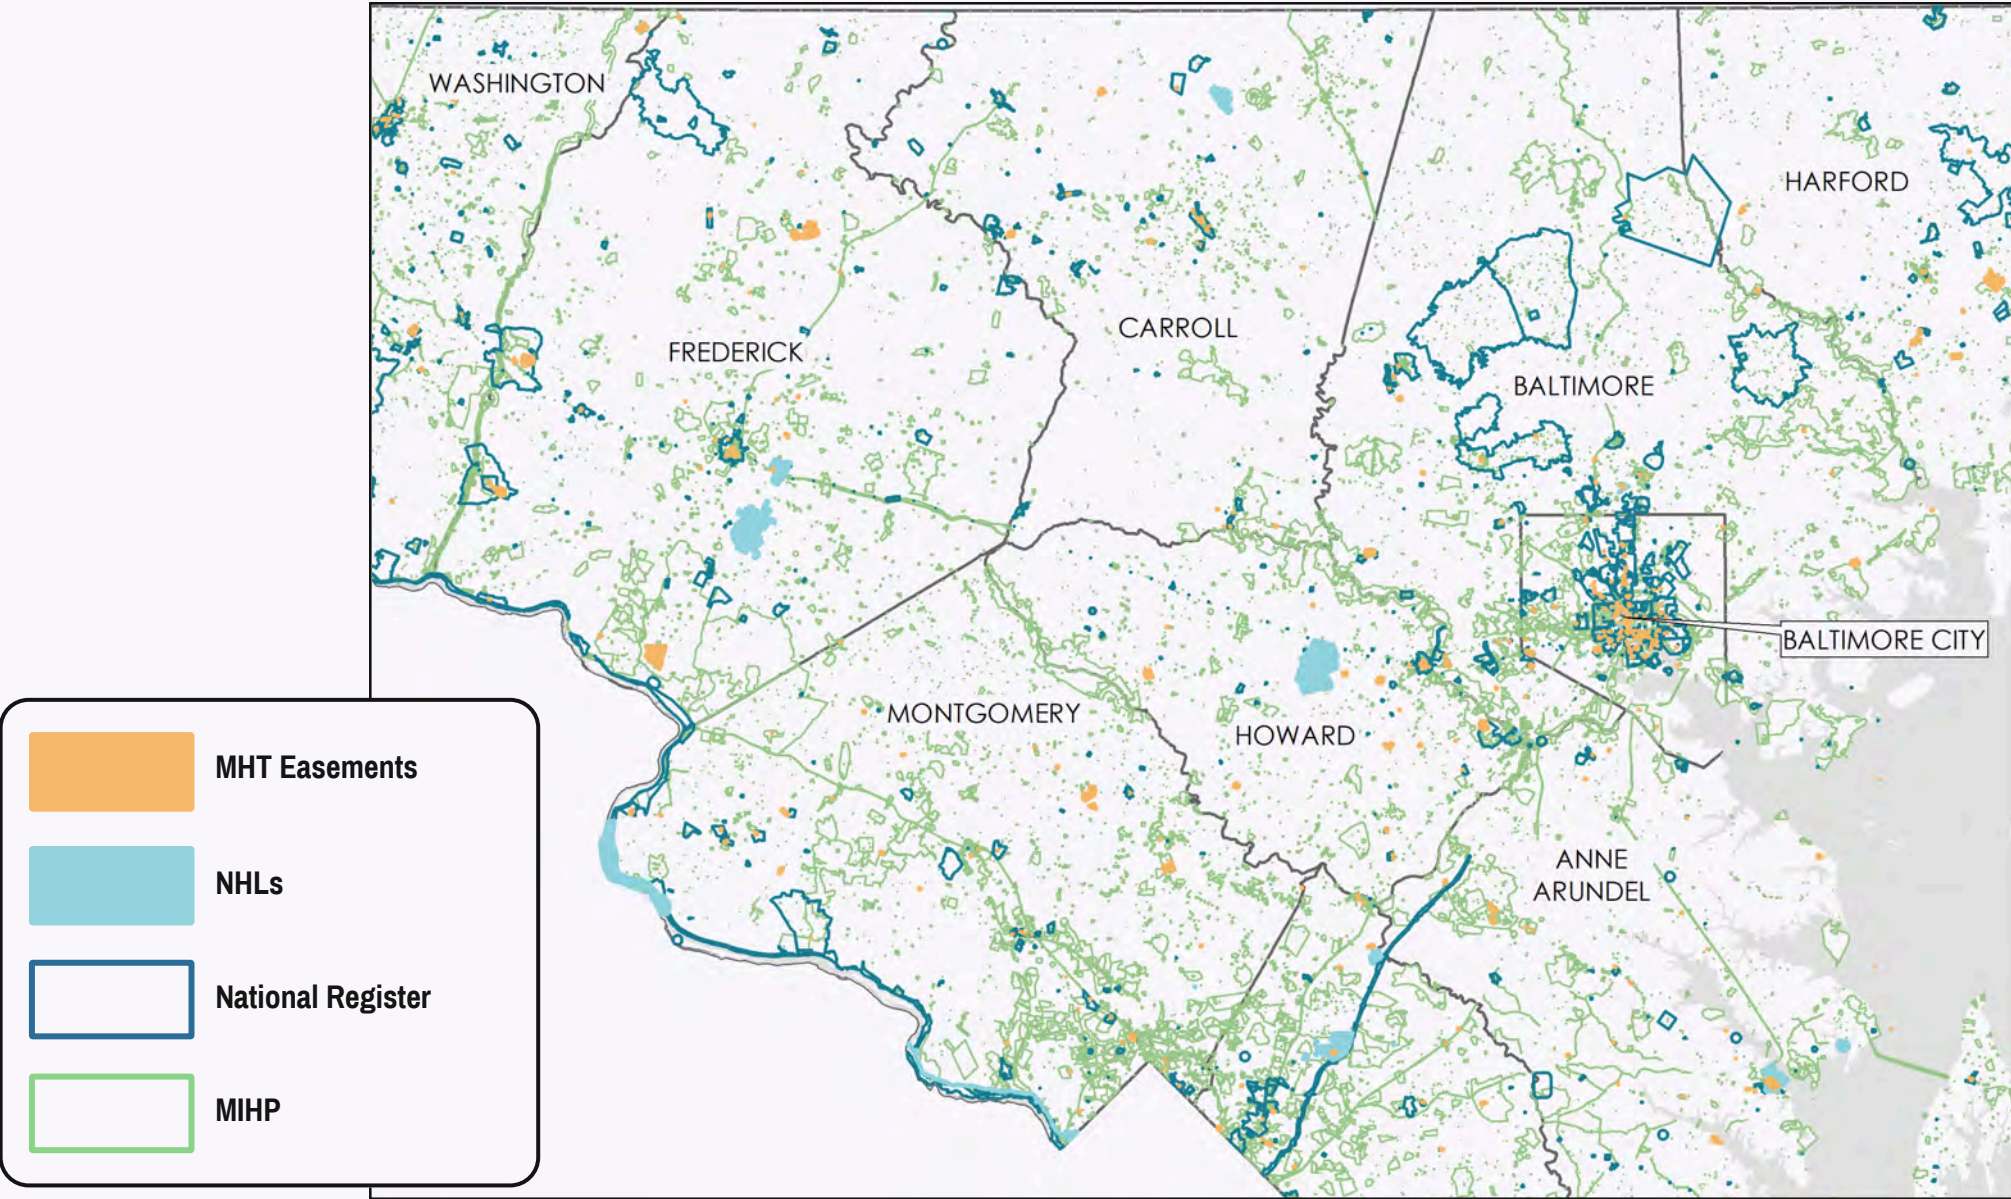 WASHINGTON
HARFORD
CARROLL
FREDERICK
BALTIMORE
BALTIMORE CITY
MONTGOMERY
HOWARD
ANNE
ARUNDEL
MHT Easements
NHLs
National Register
MIHP